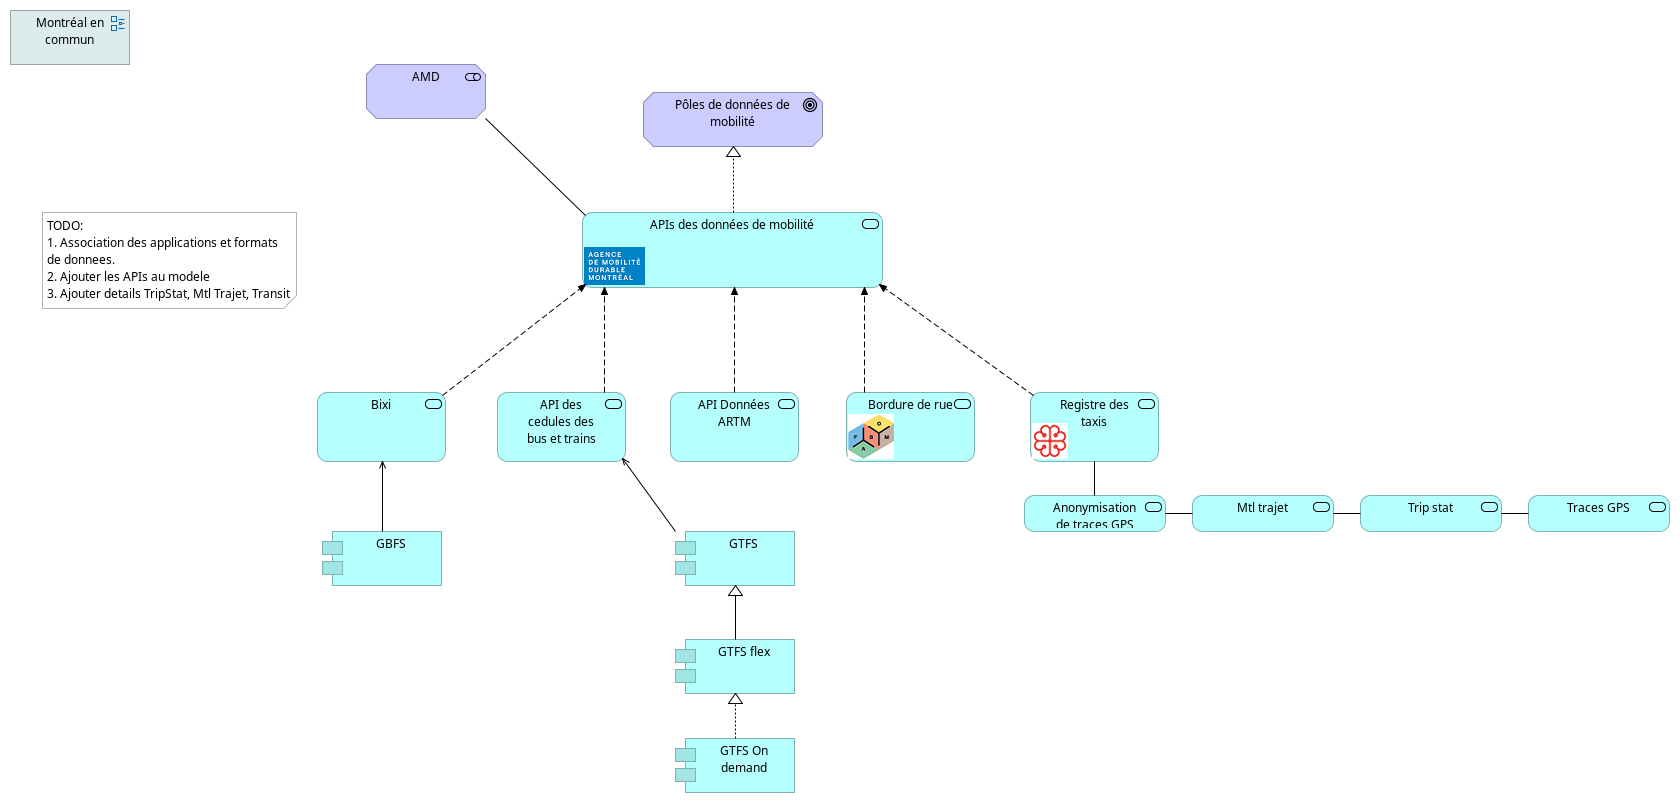 Montréal en
commun
AMD
Pôles de données de
mobilité
TODO:
1. Association des applications et formats
de donnees.
2. Ajouter les APIs au modele
3. Ajouter details TripStat, Mtl Trajet, Transit
APIs des données de mobilité
AGENCE
DE MOBILITÉ
DURABLE
MONTRÉAL
Bixi
API des
cedules des
bus et trains
API Données
ARTM
Bordure de rue
O
F B M
A
Registre des
taxis
Anonymisation
de traces GPS
Mtl trajet
Trip stat
Traces GPS
GBFS
GTFS
GTFS flex
GTFS On
demand